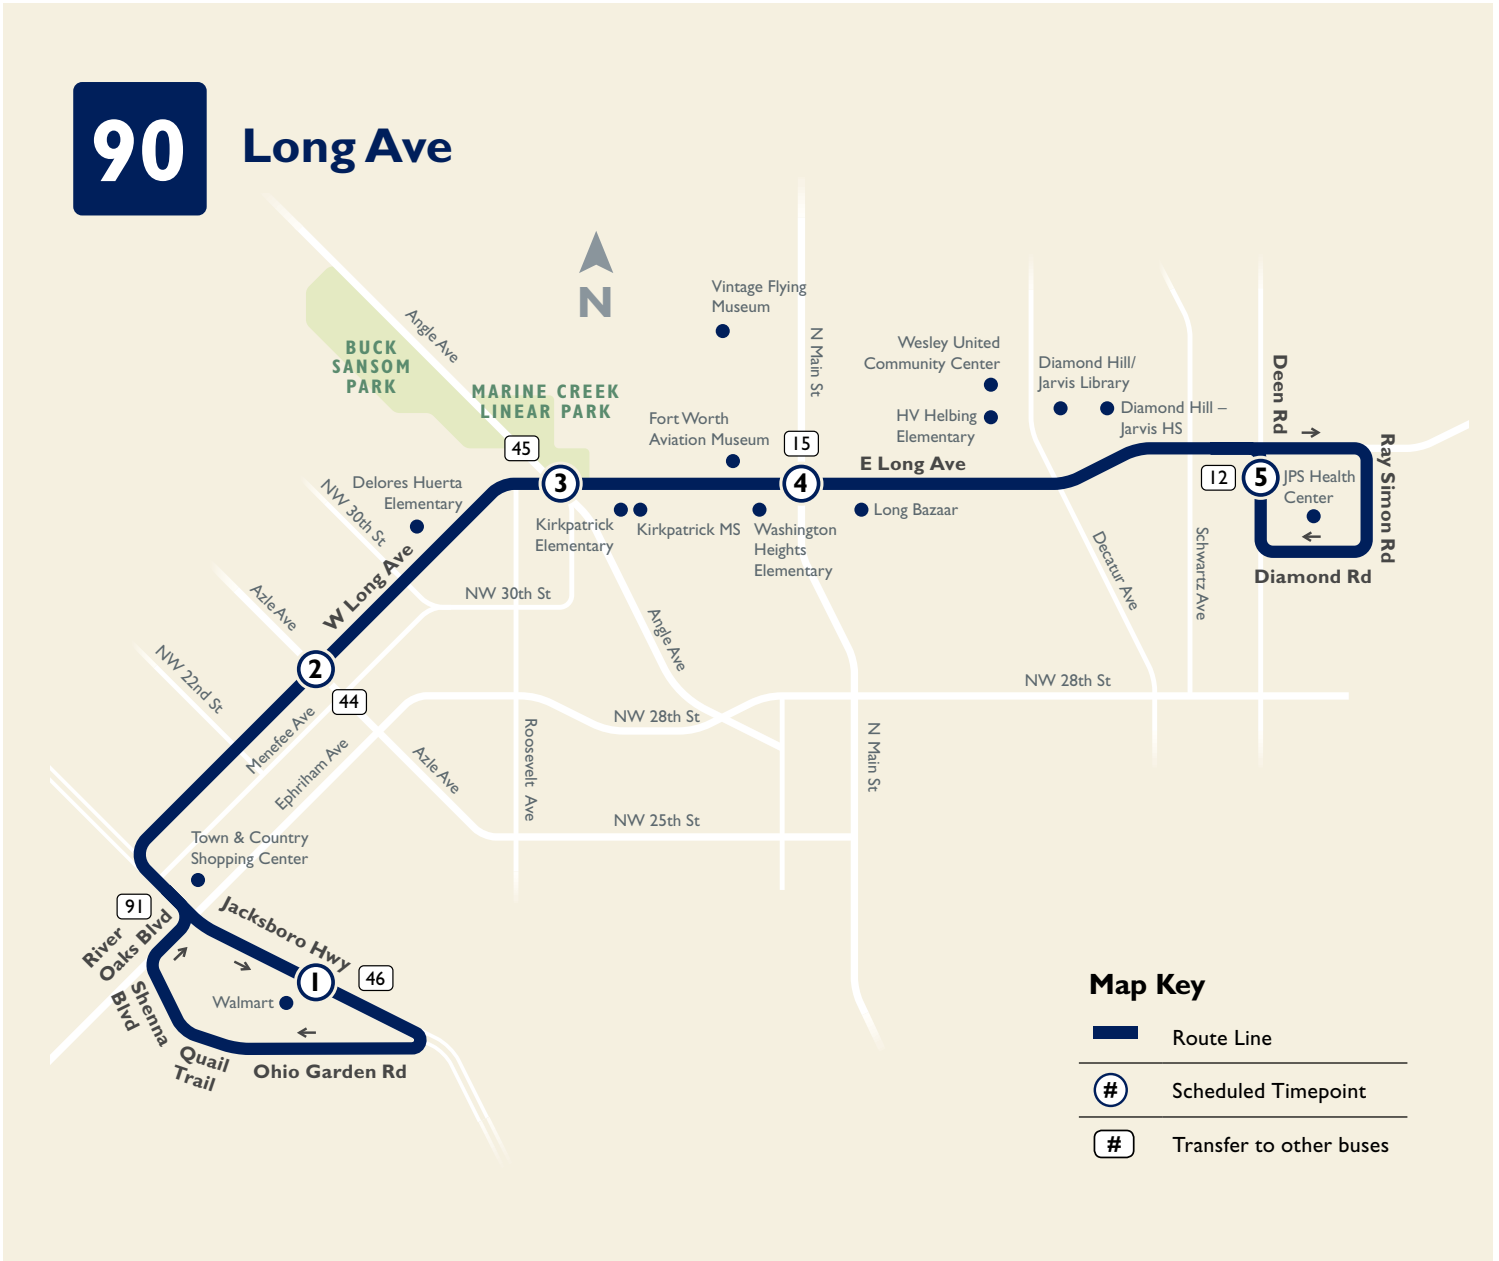 90
Long Ave
N
Angle Ave
BUCK
SANSOM
PARK
MARINE CREEK
LINEAR PARK
Vintage Flying
Museum
N Main St
Wesley United
Community Center
HV Helbing
Elementary
Diamond Hill/
Jarvis Library
Diamond Hill –
Jarvis HS
Deen Rd
Ray Simon Rd
Fort Worth
Aviation Museum
45
15
E Long Ave
3
4
12
5
JPS Health
Center
Delores Huerta
Elementary
NW 30th St
Kirkpatrick
Elementary
Kirkpatrick MS
Washington
Heights
Elementary
Long Bazaar
Decatur Ave
Schwartz Ave
Diamond Rd
W Long Ave
Azle Ave
NW 30th St
Angle Ave
2
44
NW 22nd St
Menefee Ave
Ephriham Ave
Azle Ave
NW 28th St
NW 28th St
Roosevelt Ave
N Main St
NW 25th St
Town & Country
Shopping Center
91
River
Oaks Blvd
Jacksboro Hwy
1
46
Walmart
Shenna
Blvd
Quail
Trail
Ohio Garden Rd
Map Key
Route Line
# Scheduled Timepoint
# Transfer to other buses